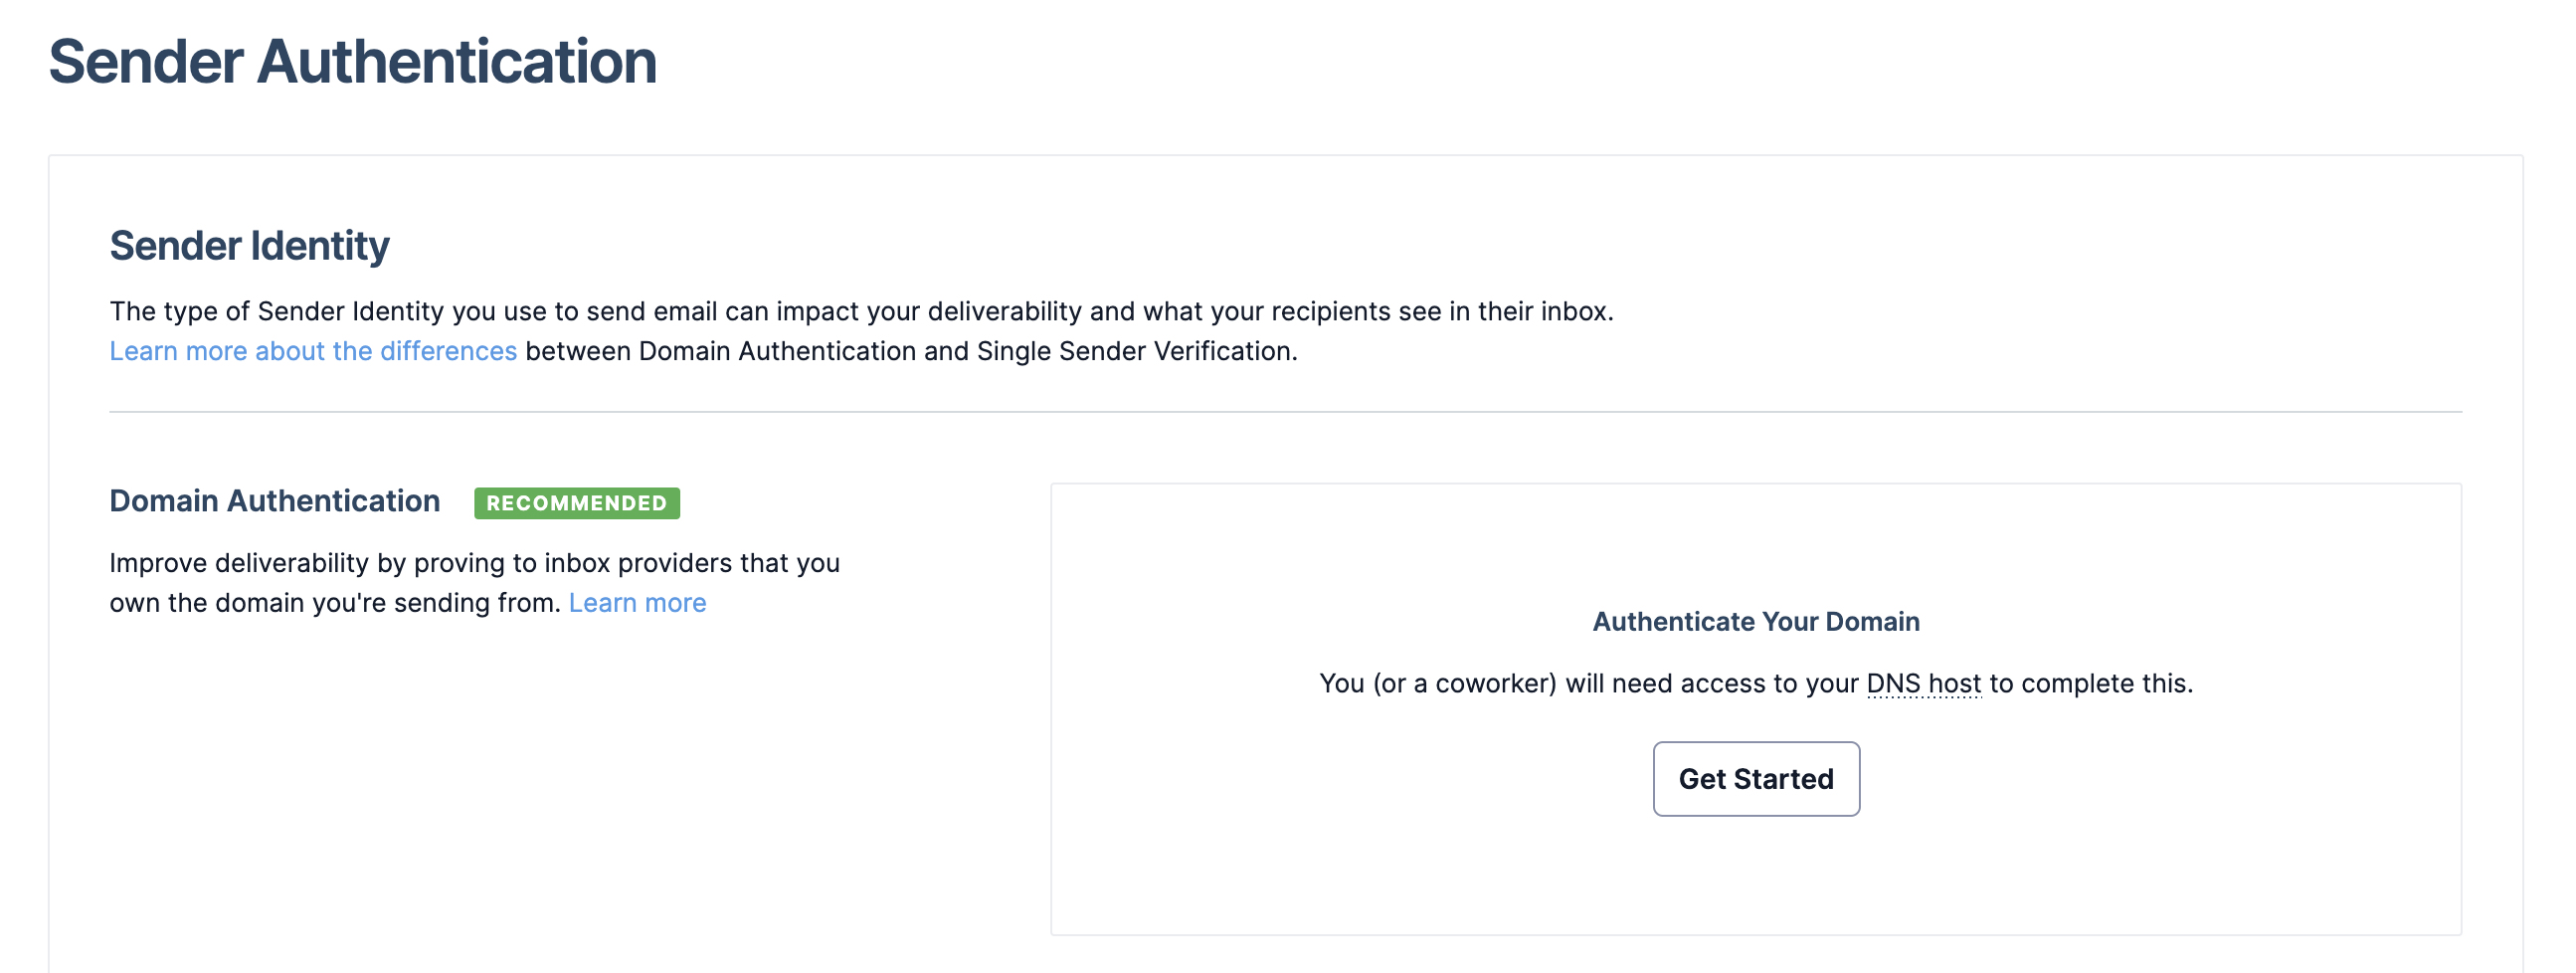 Sender Authentication
Sender Identity
The type of Sender Identity you use to send email can impact your deliverability and what your recipients see in their inbox.
Learn more about the differences between Domain Authentication and Single Sender Verification.
Domain Authentication RECOMMENDED
Improve deliverability by proving to inbox providers that you
own the domain you're sending from. Learn more
Authenticate Your Domain
You (or a coworker) will need access to your DNS host to complete this.
Get Started